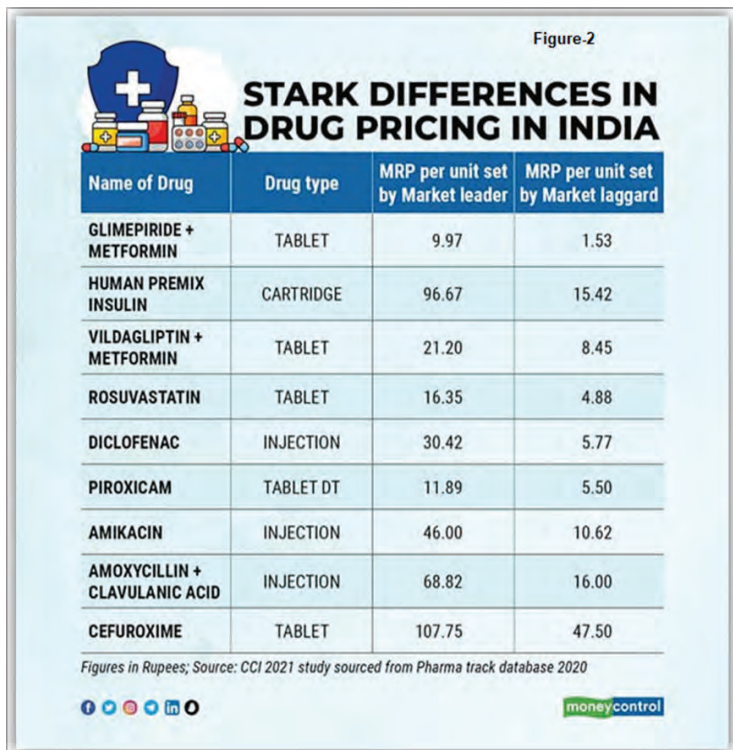 Figure-2
STARK DIFFERENCES IN
DRUG PRICING IN INDIA
Name of Drug Drug type MRP per unit set by Market leader MRP per unit set by Market laggard
GLIMEPIRIDE + METFORMIN TABLET 9.97 1.53
HUMAN PREMIX INSULIN CARTRIDGE 96.67 15.42
VILDAGLIPTIN + METFORMIN TABLET 21.20 8.45
ROSUVASTATIN TABLET 16.35 4.88
DICLOFENAC INJECTION 30.42 5.77
PIROXICAM TABLET DT 11.89 5.50
AMIKACIN INJECTION 46.00 10.62
AMOXYCILLIN + CLAVULANIC ACID INJECTION 68.82 16.00
CEFUROXIME TABLET 107.75 47.50
Figures in Rupees; Source: CCI 2021 study sourced from Pharma track database 2020
moneycontrol